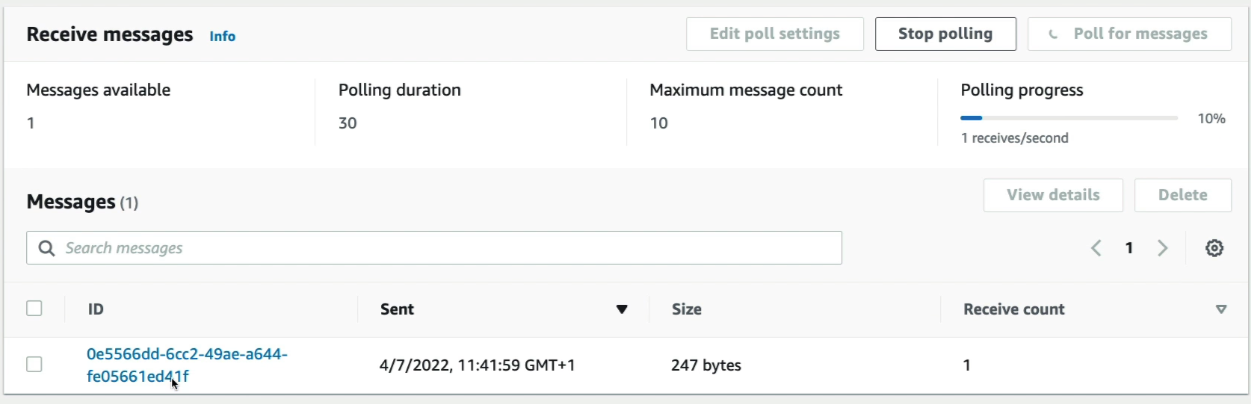 Receive messages Info Edit poll settings Stop polling Poll for messages
Messages available Polling duration Maximum message count Polling progress
1 30 10 10%
1 receives/second
Messages (1) View details Delete
Search messages 1
ID Sent Size Receive count
0e5566dd-6cc2-49ae-a644-
fe05661ed41f 4/7/2022, 11:41:59 GMT+1 247 bytes 1